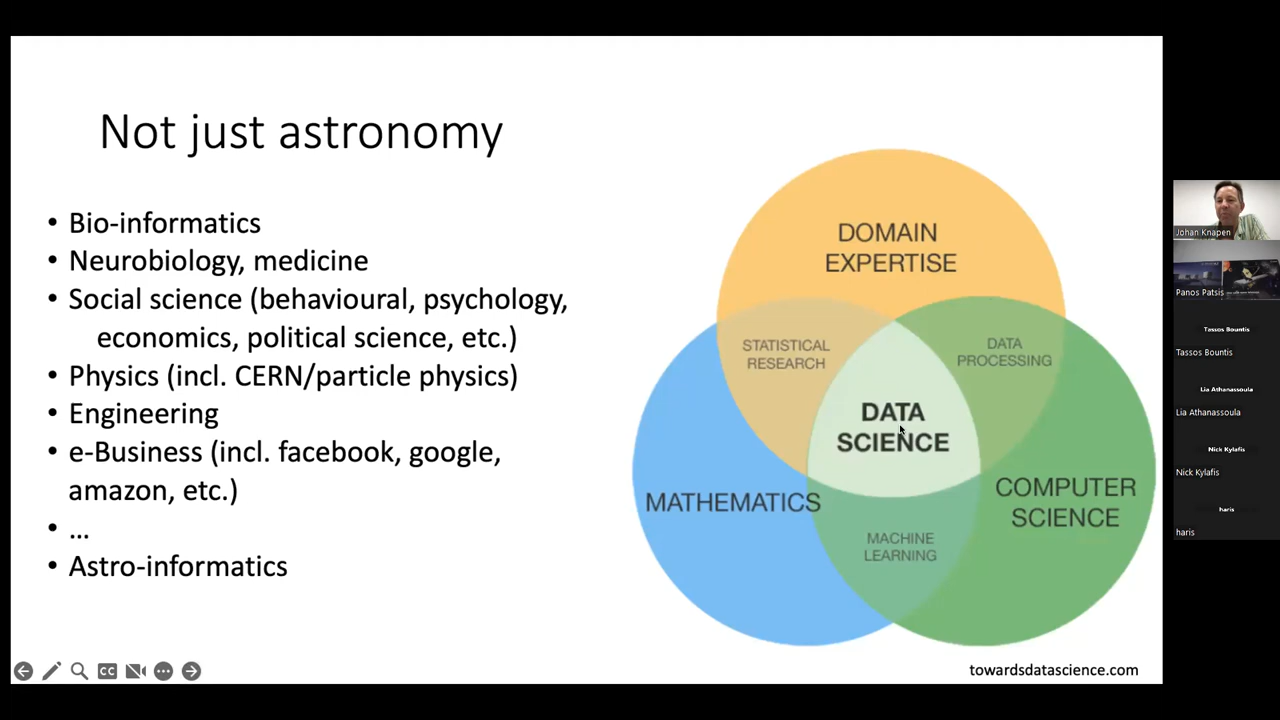 Not just astronomy
• Bio-informatics
• Neurobiology, medicine
• Social science (behavioural, psychology,
economics, political science, etc.)
• Physics (incl. CERN/particle physics)
• Engineering
• e-Business (incl. facebook, google,
amazon, etc.)
• ...
• Astro-informatics
DOMAIN
EXPERTISE
STATISTICAL
RESEARCH
DATA
PROCESSING
DATA
SCIENCE
MATHEMATICS
COMPUTER
SCIENCE
MACHINE
LEARNING
towardsdatascience.com
CC
Johan Knapen
Panos Patsis
Tassos Bountis
Tassos Bountis
Lia Athanassoula
Lia Athanassoula
Nick Kylafis
Nick Kylafis
haris
haris